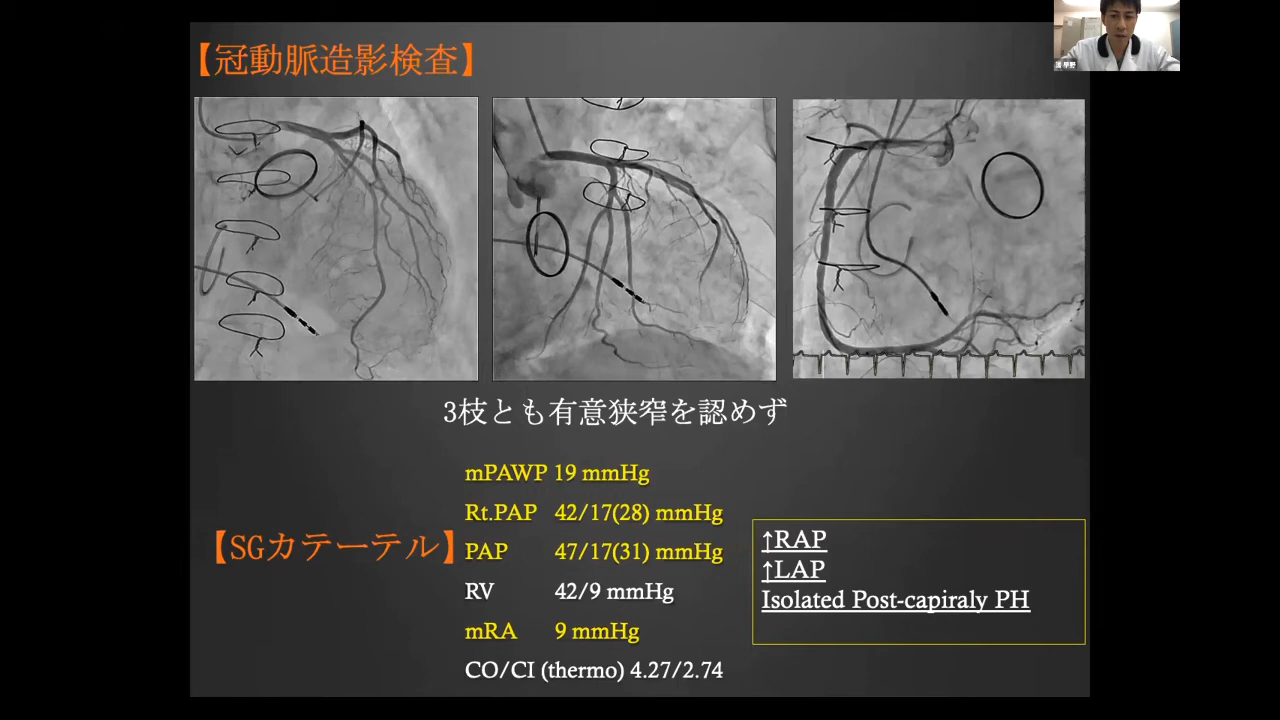 【冠動脈造影検査】
3枝とも有意狭窄を認めず
【SGカテーテル】
mPAWP 19 mmHg
Rt.PAP 42/17(28) mmHg
PAP 47/17(31) mmHg
RV 42/9 mmHg
mRA 9 mmHg
CO/CI (thermo) 4.27/2.74
↑RAP
↑LAP
Isolated Post-capiraly PH